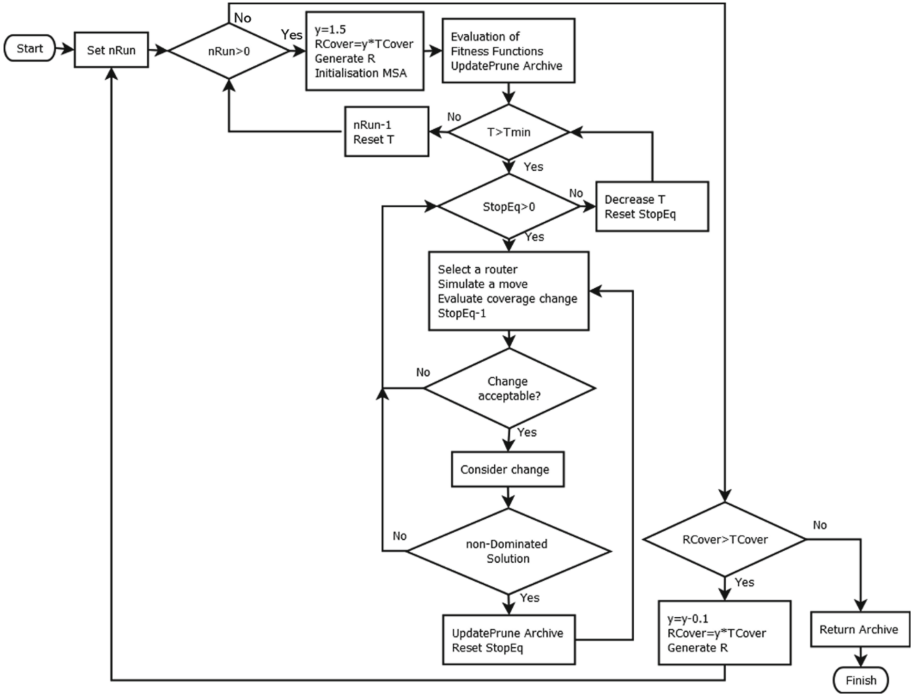 Start
Set nRun
nRun>0
No
Yes
y=1.5
RCover=y*TCover
Generate R
Initialisation MSA
Evaluation of
Fitness Functions
UpdatePrune Archive
T>Tmin
No
nRun-1
Reset T
Yes
StopEq>0
No
Decrease T
Reset StopEq
Yes
Select a router
Simulate a move
Evaluate coverage change
StopEq-1
Change
acceptable?
No
Yes
Consider change
non-Dominated
Solution
No
Yes
UpdatePrune Archive
Reset StopEq
RCover>TCover
No
Yes
y=y-0.1
RCover=y*TCover
Generate R
Return Archive
Finish